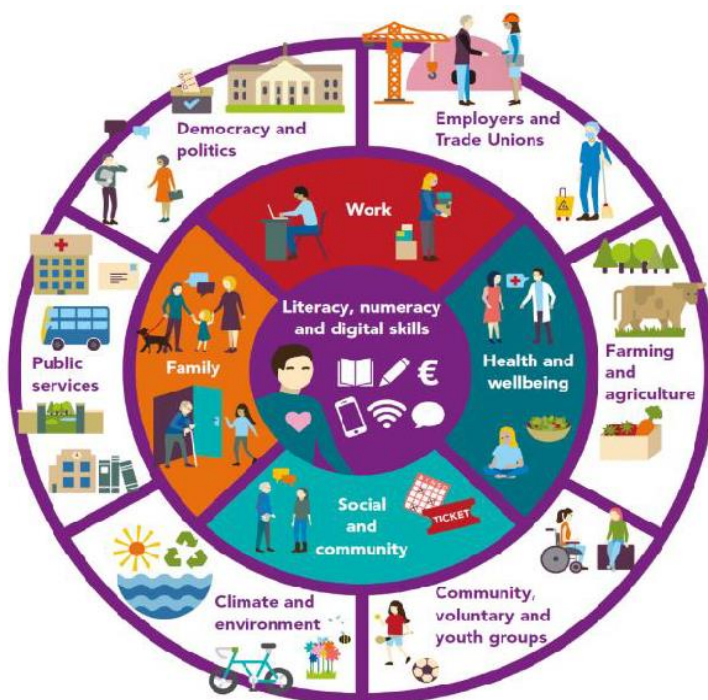 Democracy and
politics
Employers and
Trade Unions
Work
Literacy, numeracy
and digital skills
€
Family
Health and
wellbeing
Public
services
Farming
and
agriculture
Social
and
community
BINGO
TICKET
Climate and
environment
Community,
voluntary and
youth groups